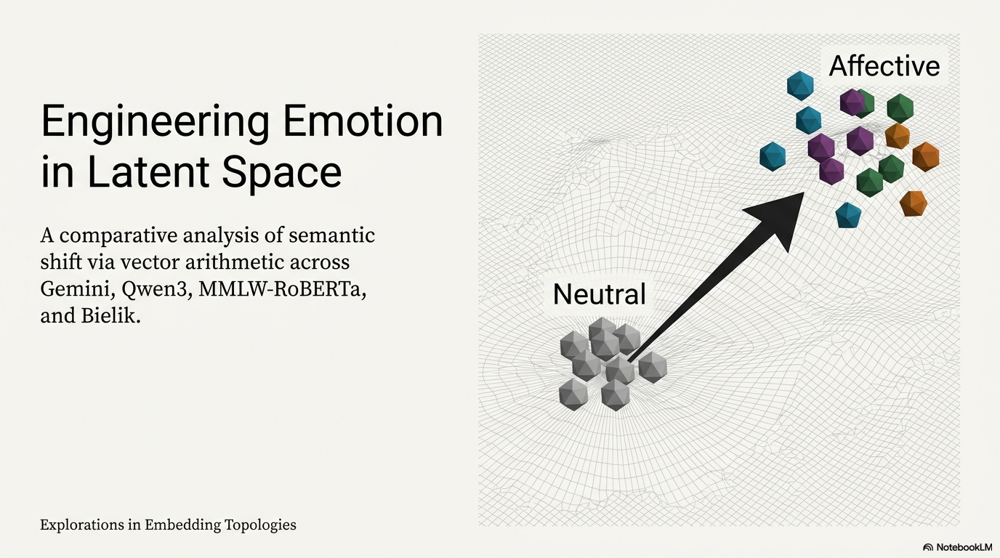 Engineering Emotion
in Latent Space
A comparative analysis of semantic
shift via vector arithmetic across
Gemini, Qwen3, MMLW-RoBERTa,
and Bielik.
Explorations in Embedding Topologies
Affective
Neutral
NotebookLM